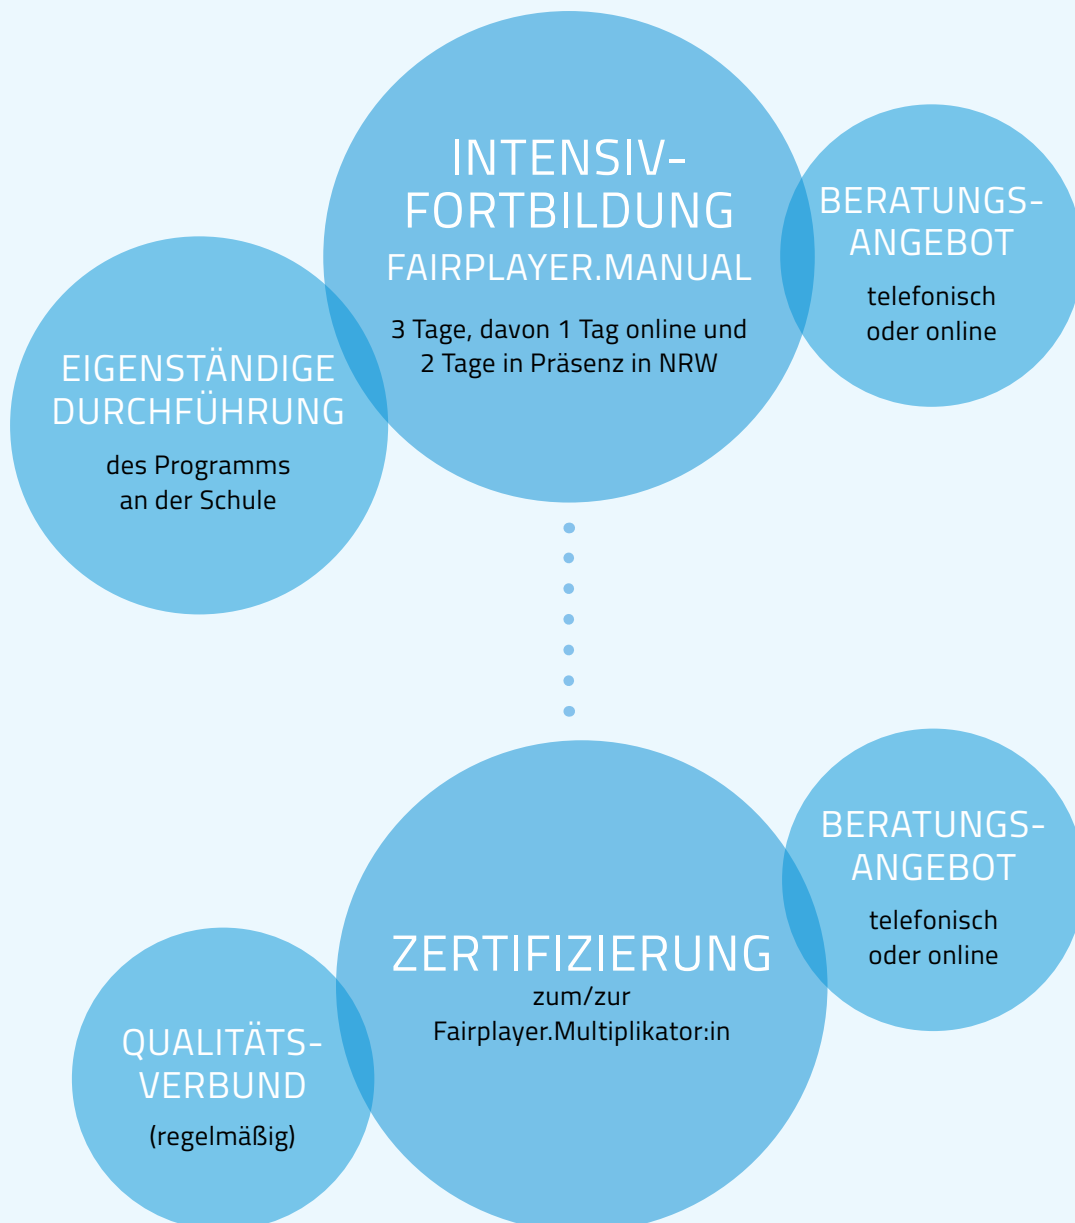 INTENSIV-
FORTBILDUNG
FAIRPLAYER.MANUAL
3 Tage, davon 1 Tag online und
2 Tage in Präsenz in NRW
BERATUNGS-
ANGEBOT
telefonisch
oder online
EIGENSTÄNDIGE
DURCHFÜHRUNG
des Programms
an der Schule
BERATUNGS-
ANGEBOT
telefonisch
oder online
ZERTIFIZIERUNG
zum/zur
Fairplayer.Multiplikator:in
QUALITÄTS-
VERBUND
(regelmäßig)